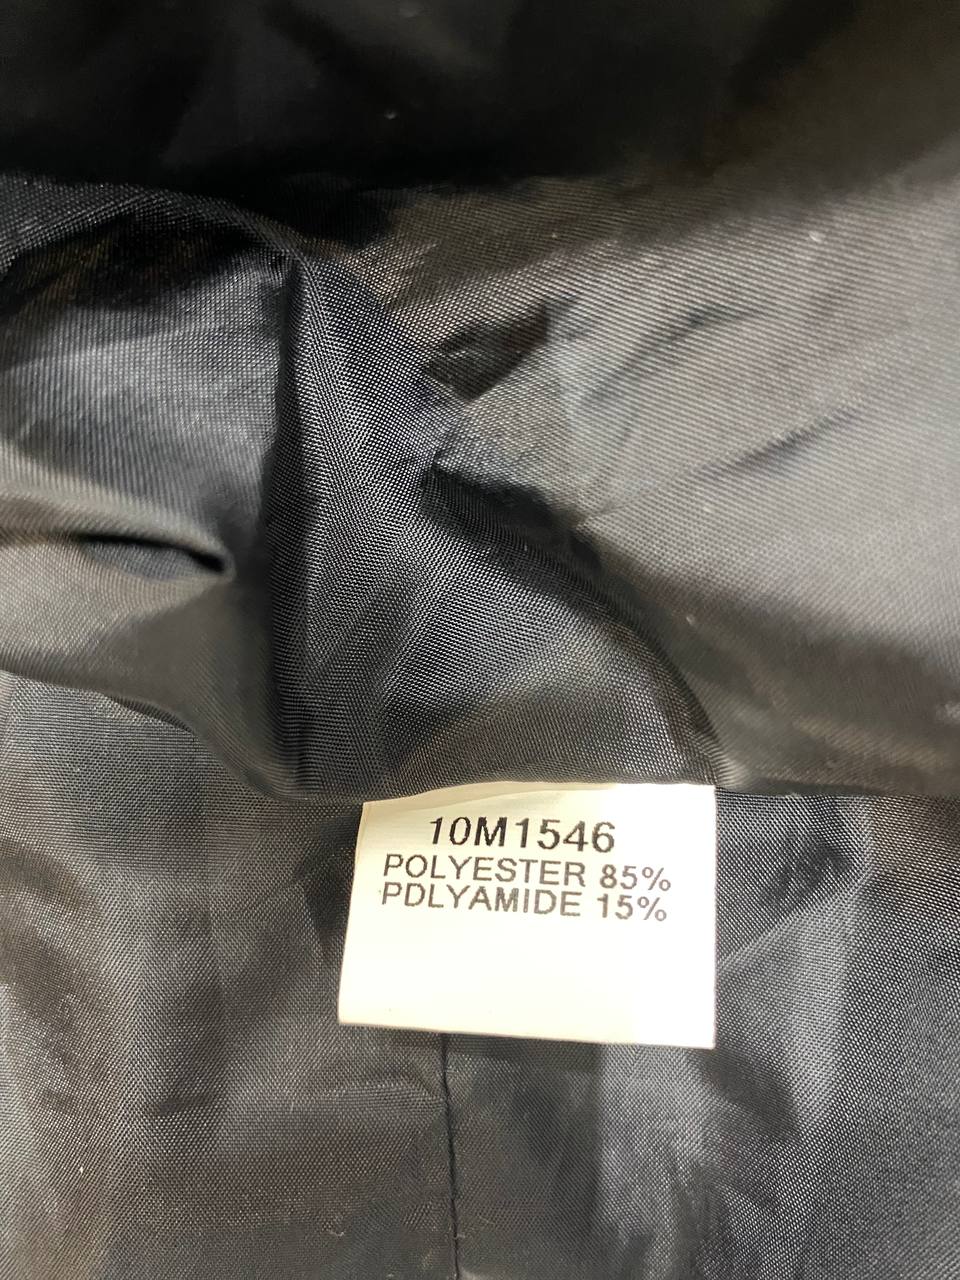 10M1546
POLYESTER 85%
PDLYAMIDE 15%